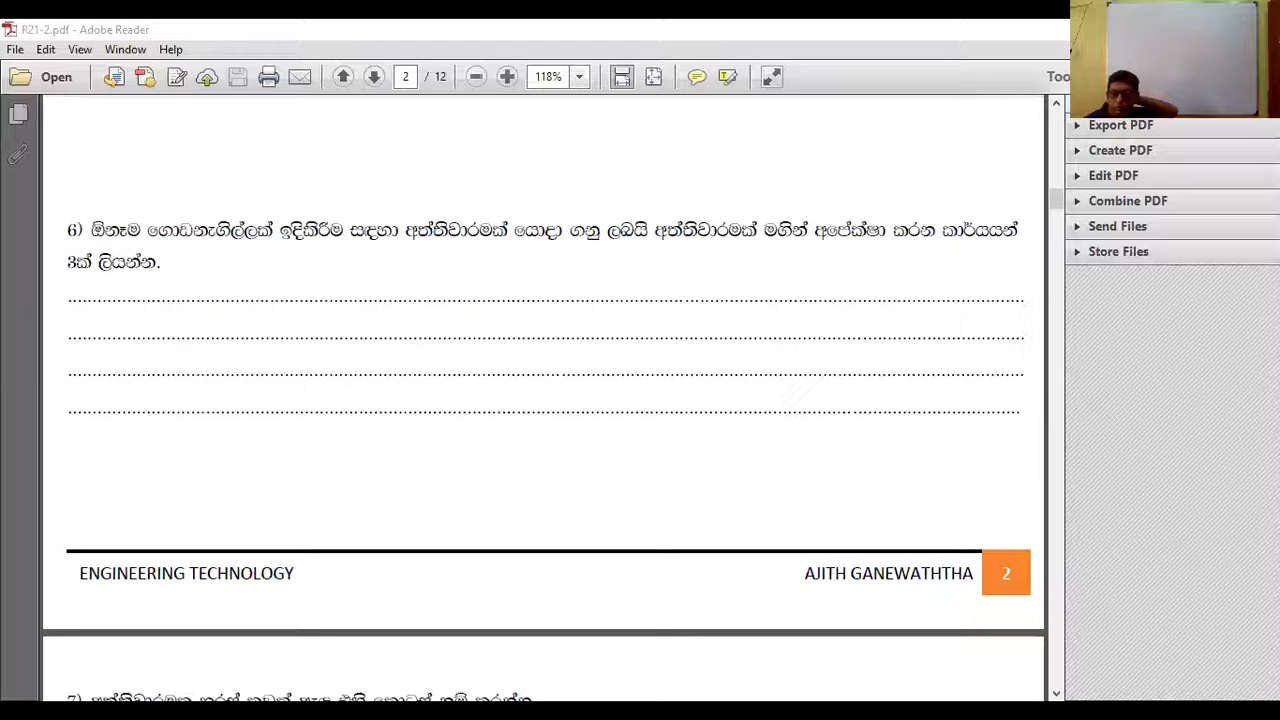 R21-2.pdf - Adobe Reader
File Edit View Window Help
Open 2 / 12 118%
Export PDF
Create PDF
Edit PDF
Combine PDF
Send Files
Store Files
6) ඕනෑම ගොඩනැගිල්ලක් ඉදිකිරීම සඳහා අත්තිවාරමක් යොදා ගනු ලබයි අත්තිවාරමක් මගින් අපේක්ෂා කරන කාර්යයන්
3ක් ලියන්න.
ENGINEERING TECHNOLOGY AJITH GANEWATHTHA 2